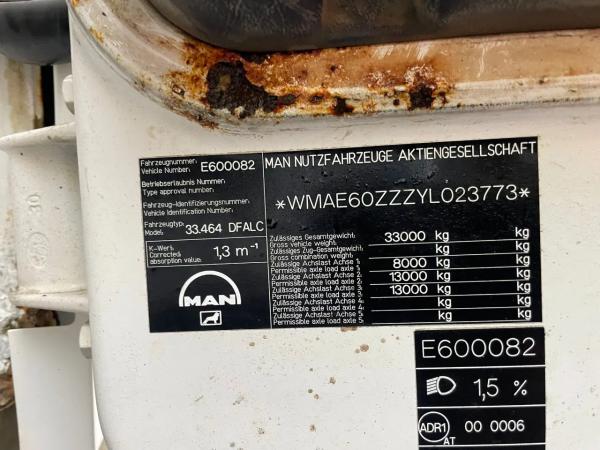 Fahrzeugnummer:
Vehicle Number: E600082
Betriebserlaubnis Nummer:
Type approval number:
Fahrzeug-Identifizierungsnummer:
Vehicle Identification Number:
Fahrzeugtyp:
Model: 33.464 DFALC
K-Wert:
Corrected 1,3 m⁻¹
absorption value:
MAN
MAN NUTZFAHRZEUGE AKTIENGESELLSCHAFT
*WMAE60ZZZYL023773*
Zulässiges Gesamtgewicht: 33000 kg
Gross vehicle weight: kg
Zulässiges Zug-Gesamtgewicht: kg
Gross combination weight: kg
Zulässige Achslast Achse 1: 8000 kg
Permissible axle load axle 1:
Zulässige Achslast Achse 2: 13000 kg
Permissible axle load axle 2:
Zulässige Achslast Achse 3: 13000 kg
Permissible axle load axle 3:
Zulässige Achslast Achse 4: kg
Permissible axle load axle 4:
Zulässige Achslast Achse 5: kg
Permissible axle load axle 5:
E600082
1,5 %
ADR1 00 0006
AT